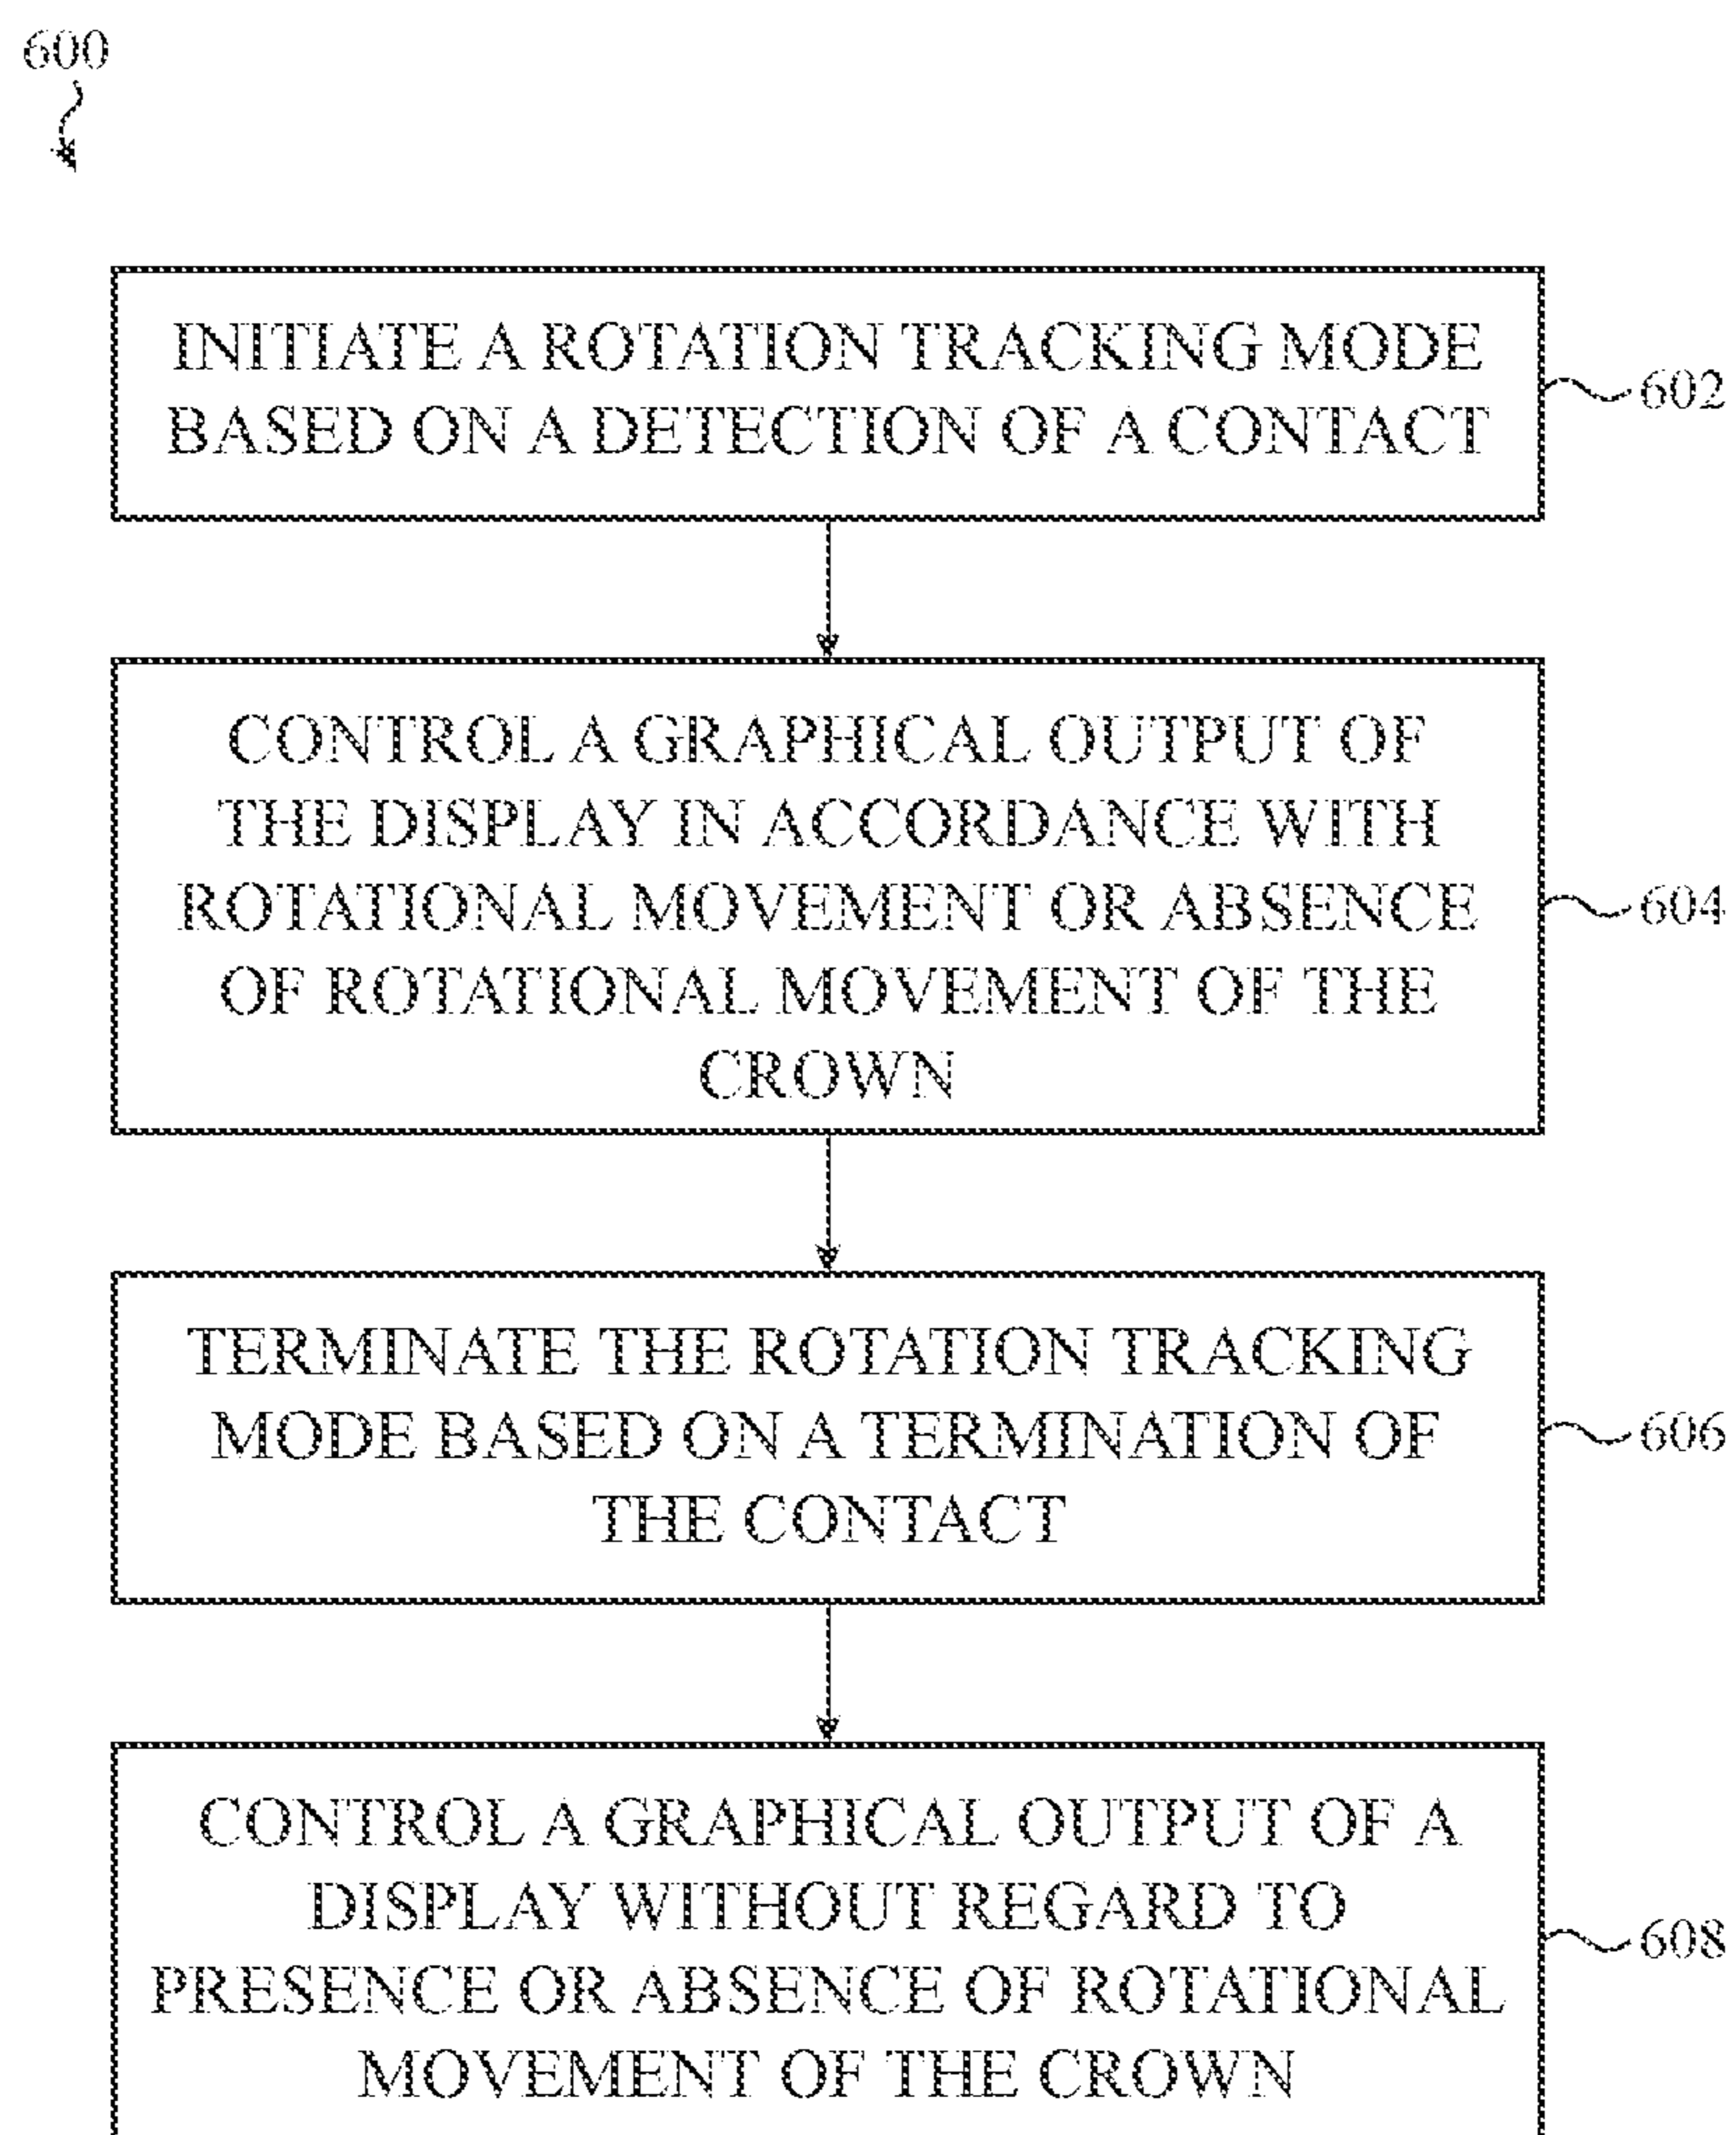 600
INITIATE A ROTATION TRACKING MODE
BASED ON A DETECTION OF A CONTACT
602
CONTROL A GRAPHICAL OUTPUT OF
THE DISPLAY IN ACCORDANCE WITH
ROTATIONAL MOVEMENT OR ABSENCE
OF ROTATIONAL MOVEMENT OF THE
CROWN
604
TERMINATE THE ROTATION TRACKING
MODE BASED ON A TERMINATION OF
THE CONTACT
606
CONTROL A GRAPHICAL OUTPUT OF A
DISPLAY WITHOUT REGARD TO
PRESENCE OR ABSENCE OF ROTATIONAL
MOVEMENT OF THE CROWN
608